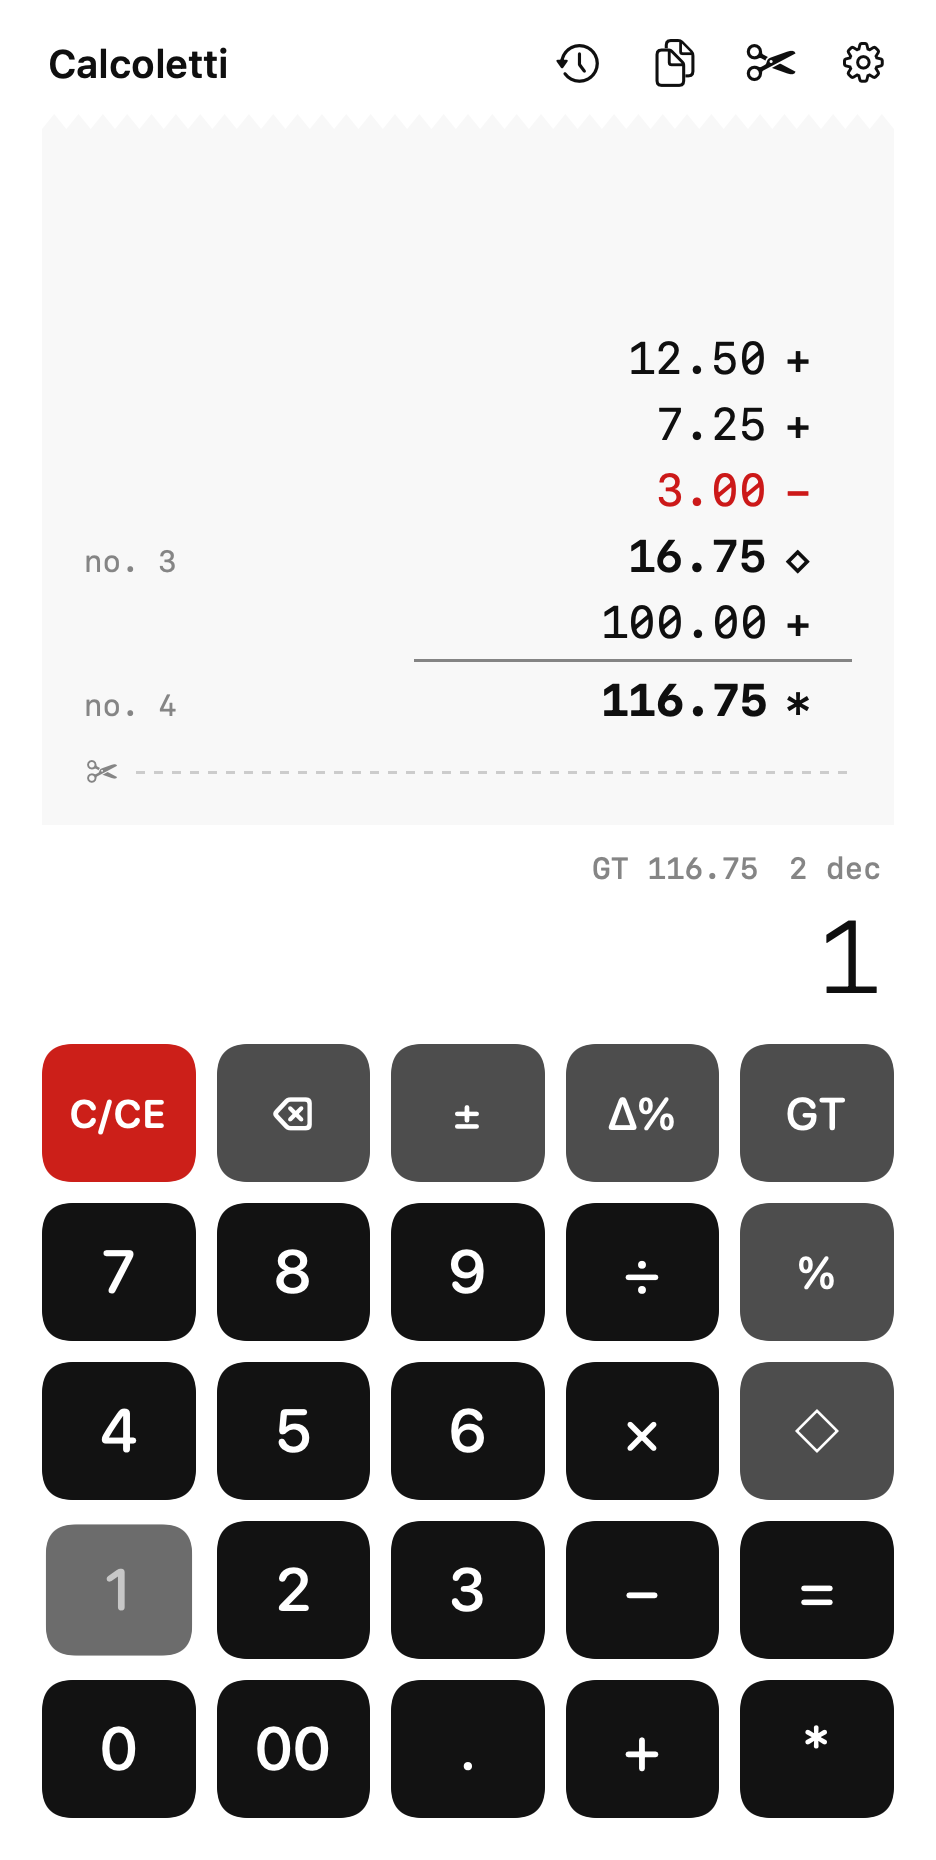 Calcoletti
12.50 +
7.25 +
3.00 –
no. 3 16.75 ◇
100.00 +
no. 4 116.75 *
GT 116.75 2 dec
1
C/CE ± Δ% GT
7 8 9 ÷ %
4 5 6 × ◇
1 2 3 – =
0 00 . + *